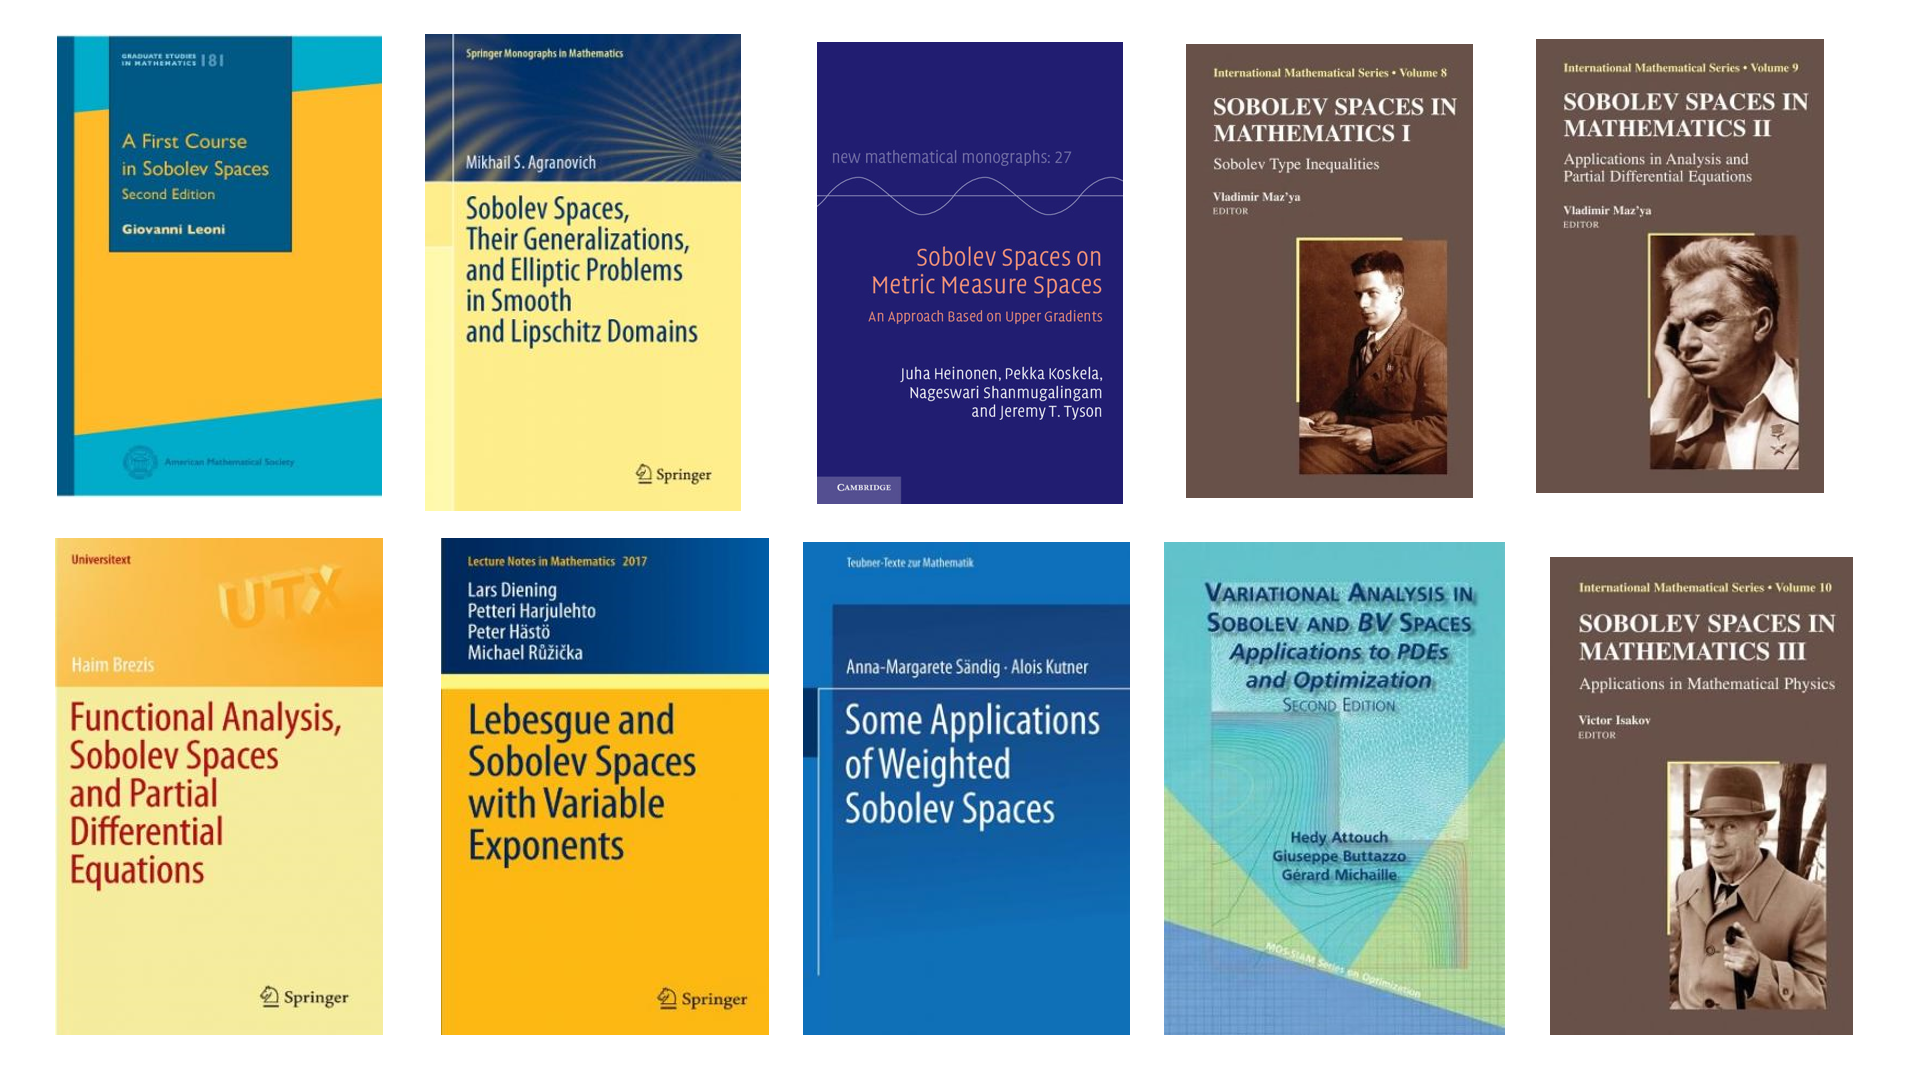 GRADUATE STUDIES
IN MATHEMATICS 181
A First Course
in Sobolev Spaces
Second Edition
Giovanni Leoni
American Mathematical Society
Springer Monographs in Mathematics
Mikhail S. Agranovich
Sobolev Spaces,
Their Generalizations,
and Elliptic Problems
in Smooth
and Lipschitz Domains
Springer
new mathematical monographs: 27
Sobolev Spaces on
Metric Measure Spaces
An Approach Based on Upper Gradients
Juha Heinonen, Pekka Koskela,
Nageswari Shanmugalingam
and Jeremy T. Tyson
CAMBRIDGE
International Mathematical Series • Volume 8
SOBOLEV SPACES IN
MATHEMATICS I
Sobolev Type Inequalities
Vladimir Maz'ya
EDITOR
International Mathematical Series • Volume 9
SOBOLEV SPACES IN
MATHEMATICS II
Applications in Analysis and
Partial Differential Equations
Vladimir Maz'ya
EDITOR
Universitext
UTX
Haim Brezis
Functional Analysis,
Sobolev Spaces
and Partial
Differential
Equations
Springer
Lecture Notes in Mathematics 2017
Lars Diening
Petteri Harjulehto
Peter Hästö
Michael Růžička
Lebesgue and
Sobolev Spaces
with Variable
Exponents
Springer
Teubner-Texte zur Mathematik
Anna-Margarete Sändig · Alois Kutner
Some Applications
of Weighted
Sobolev Spaces
VARIATIONAL ANALYSIS IN
SOBOLEV AND BV SPACES
Applications to PDEs
and Optimization
SECOND EDITION
Hedy Attouch
Giuseppe Buttazzo
Gérard Michaille
MOS-SIAM Series on Optimization
International Mathematical Series • Volume 10
SOBOLEV SPACES IN
MATHEMATICS III
Applications in Mathematical Physics
Victor Isakov
EDITOR